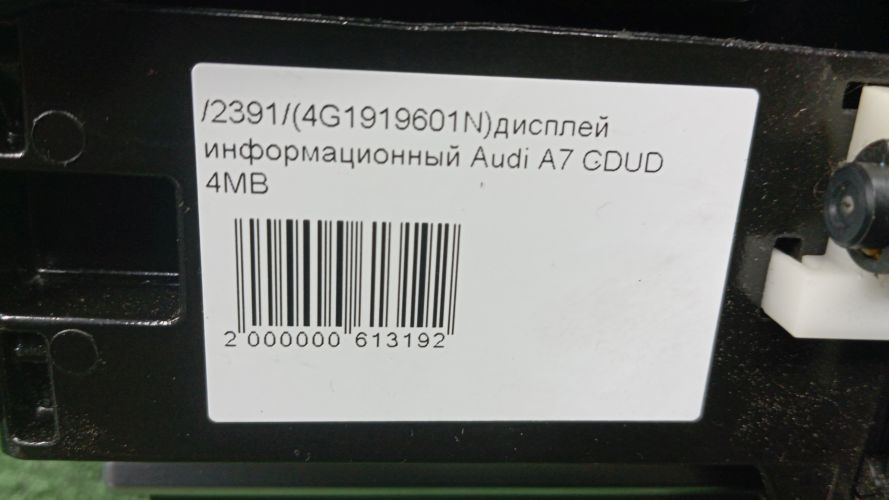 /2391/(4G1919601N)дисплей
информационный Audi A7 CDUD
4MB
2 000000 613192